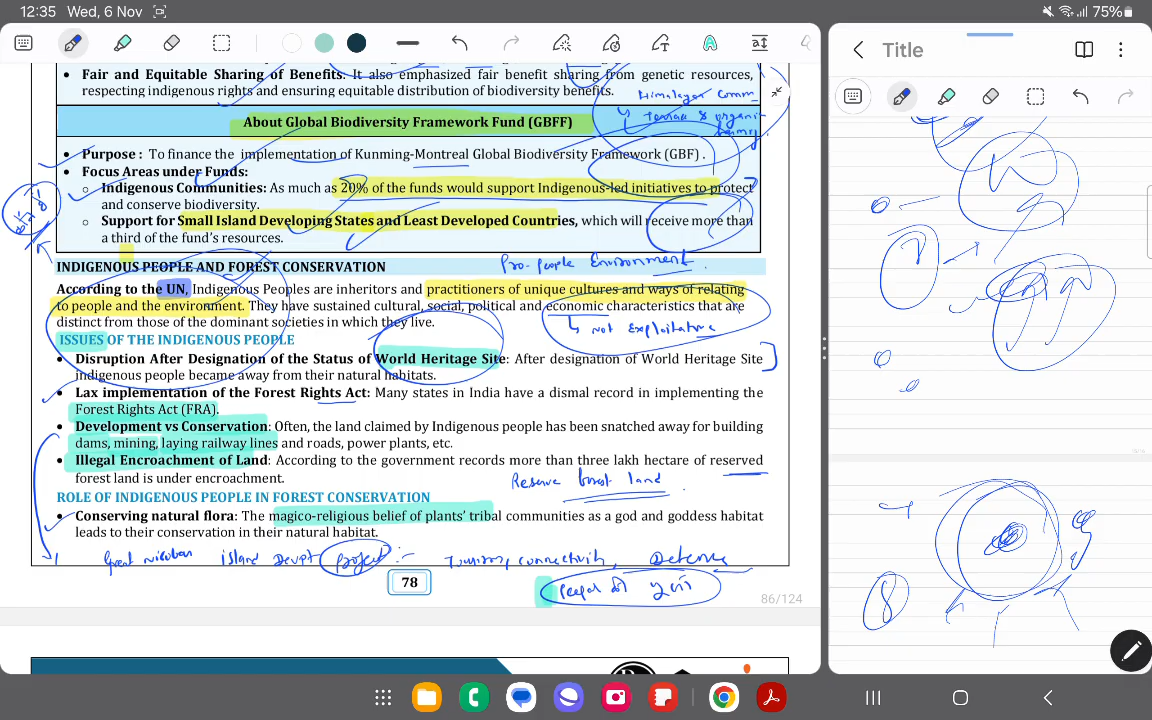 12:35 Wed, 6 Nov
75%
Title
Fair and Equitable Sharing of Benefits: It also emphasized fair benefit sharing from genetic resources,
respecting indigenous rights and ensuring equitable distribution of biodiversity benefits.
Himalayan Comm
About Global Biodiversity Framework Fund (GBFF)
• Purpose : To finance the implementation of Kunming-Montreal Global Biodiversity Framework (GBF) .
• Focus Areas under Funds:
o Indigenous Communities: As much as 20% of the funds would support Indigenous-led initiatives to protect
and conserve biodiversity.
o Support for Small Island Developing States and Least Developed Countries, which will receive more than
a third of the fund's resources.
INDIGENOUS PEOPLE AND FOREST CONSERVATION
Pro-people Environment
According to the UN, Indigenous Peoples are inheritors and practitioners of unique cultures and ways of relating
to people and the environment. They have sustained cultural, social, political and economic characteristics that are
distinct from those of the dominant societies in which they live.
not exploitative
ISSUES OF THE INDIGENOUS PEOPLE
• Disruption After Designation of the Status of World Heritage Site: After designation of World Heritage Site
indigenous people became away from their natural habitats.
• Lax implementation of the Forest Rights Act: Many states in India have a dismal record in implementing the
Forest Rights Act (FRA).
• Development vs Conservation: Often, the land claimed by Indigenous people has been snatched away for building
dams, mining, laying railway lines and roads, power plants, etc.
• Illegal Encroachment of Land: According to the government records more than three lakh hectare of reserved
forest land is under encroachment.
Reserve forest land
ROLE OF INDIGENOUS PEOPLE IN FOREST CONSERVATION
• Conserving natural flora: The magico-religious belief of plants' tribal communities as a god and goddess habitat
leads to their conservation in their natural habitat.
Great nicobar island Devpt project :- Tourism, connectivity, Defense
78
86/124